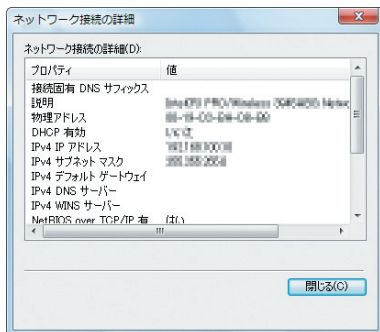 ネットワーク接続の詳細
ネットワーク接続の詳細(D):
プロパティ 値
接続固有 DNS サフィックス
説明
物理アドレス
DHCP 有効 いいえ
IPv4 IP アドレス
IPv4 サブネット マスク
IPv4 デフォルト ゲートウェイ
IPv4 DNS サーバー
IPv4 WINS サーバー
NetBIOS over TCP/IP 有 はい
閉じる(C)